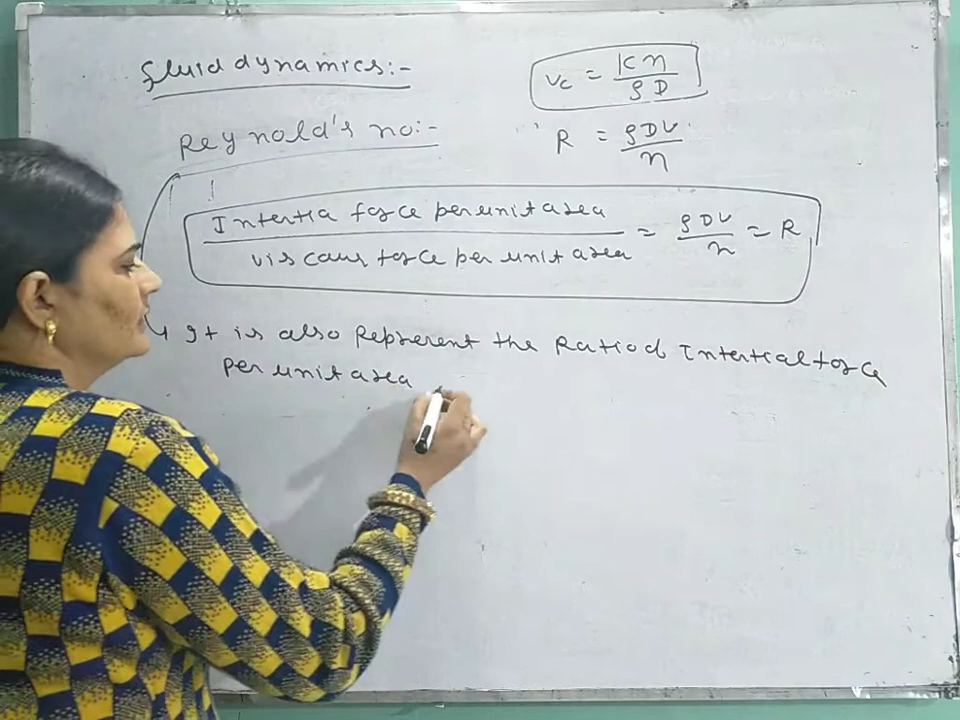 fluid dynamics:-
Vc = Kη / ρD
Reynold's no:-
R = ρDV / η
Intertia force per unit area / viscous force per unit area = ρDV / η = R
It is also Represent the Ratio of Intertial force
per unit area